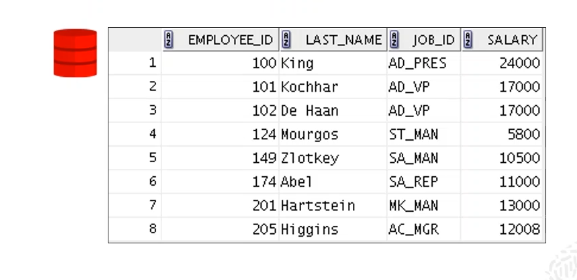 EMPLOYEE_ID LAST_NAME JOB_ID SALARY
1 100 King AD_PRES 24000
2 101 Kochhar AD_VP 17000
3 102 De Haan AD_VP 17000
4 124 Mourgos ST_MAN 5800
5 149 Zlotkey SA_MAN 10500
6 174 Abel SA_REP 11000
7 201 Hartstein MK_MAN 13000
8 205 Higgins AC_MGR 12008